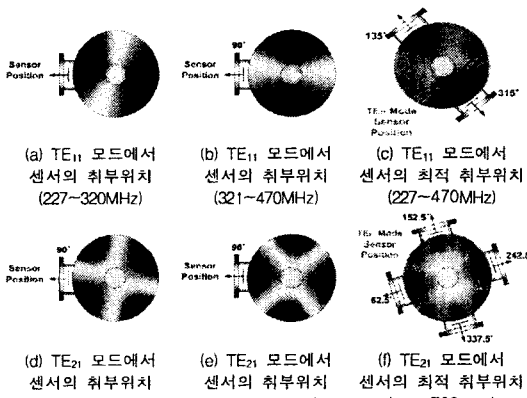 Sensor
Position
90°
Sensor
Position
135°
315°
TE₁₁ Mode
Sensor
Position
(a) TE₁₁ 모드에서
센서의 취부위치
(227~320MHz)
(b) TE₁₁ 모드에서
센서의 취부위치
(321~470MHz)
(c) TE₁₁ 모드에서
센서의 최적 취부위치
(227~470MHz)
90°
Sensor
Position
90°
Sensor
Position
152.5°
Mode
Sensor
Position
62.5°
337.5°
(d) TE₂₁ 모드에서
센서의 취부위치
(e) TE₂₁ 모드에서
센서의 취부위치
(f) TE₂₁ 모드에서
센서의 최적 취부위치